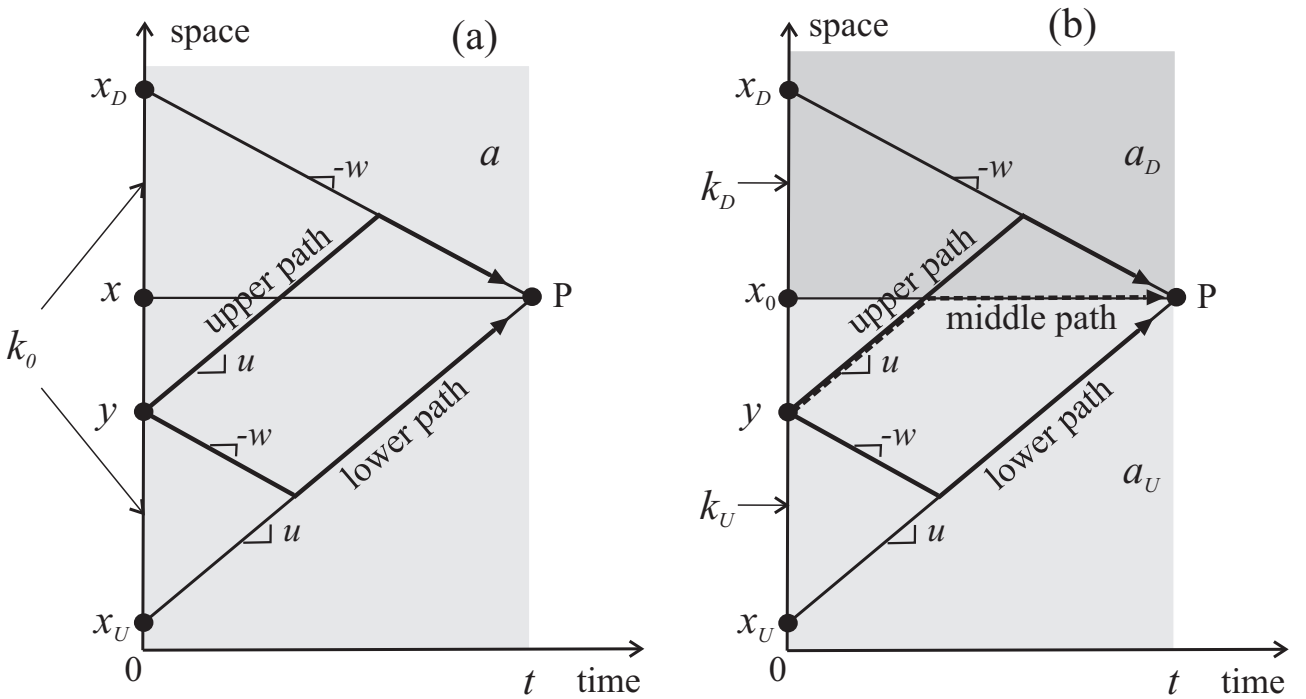 space
(a)
x_D
-w
a
upper path
x
P
k_0
u
y
-w
lower path
u
x_U
0
t
time
space
(b)
x_D
-w
a_D
k_D
upper path
x_0
P
middle path
u
y
-w
lower path
a_U
k_U
u
x_U
0
t
time